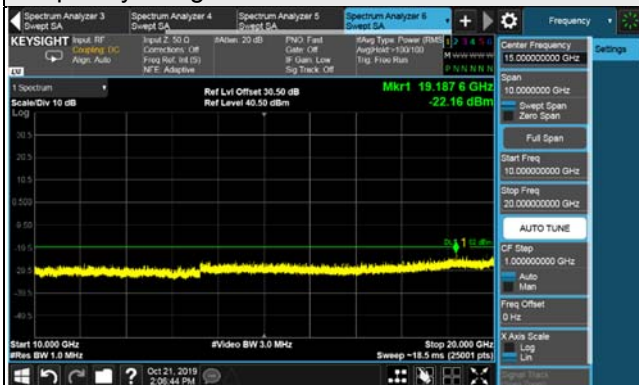 Spectrum Analyzer 3
Swept SA
Spectrum Analyzer 4
Swept SA
Spectrum Analyzer 5
Swept SA
Spectrum Analyzer 6
Swept SA
Frequency
KEYSIGHT
Input: RF
Coupling: DC
Align: Auto
Input Z: 50 Ω
Corrections: Off
Freq Ref: Int (S)
NFE: Adaptive
#Atten: 20 dB
PNO: Fast
Gate: Off
IF Gain: Low
Sig Track: Off
#Avg Type: Power (RMS)
Avg|Hold:>100/100
Trig: Free Run
1 2 3 4 5 6
M W W W W W
P N N N N N
LXI
Center Frequency
15.000000000 GHz
Settings
Span
10.0000000 GHz
Swept Span
Zero Span
Full Span
Start Freq
10.000000000 GHz
Stop Freq
20.000000000 GHz
AUTO TUNE
CF Step
1.000000000 GHz
Auto
Man
Freq Offset
0 Hz
X Axis Scale
Log
Lin
Signal Track
1 Spectrum
Scale/Div 10 dB
Log
Ref Lvl Offset 30.50 dB
Ref Level 40.50 dBm
Mkr1 19.187 6 GHz
-22.16 dBm
30.5
20.5
10.5
0.500
-9.50
-19.5
-29.5
-39.5
-49.5
1
Start 10.000 GHz
#Res BW 1.0 MHz
#Video BW 3.0 MHz
Stop 20.000 GHz
Sweep ~18.5 ms (25001 pts)
?
Oct 21, 2019
2:06:44 PM